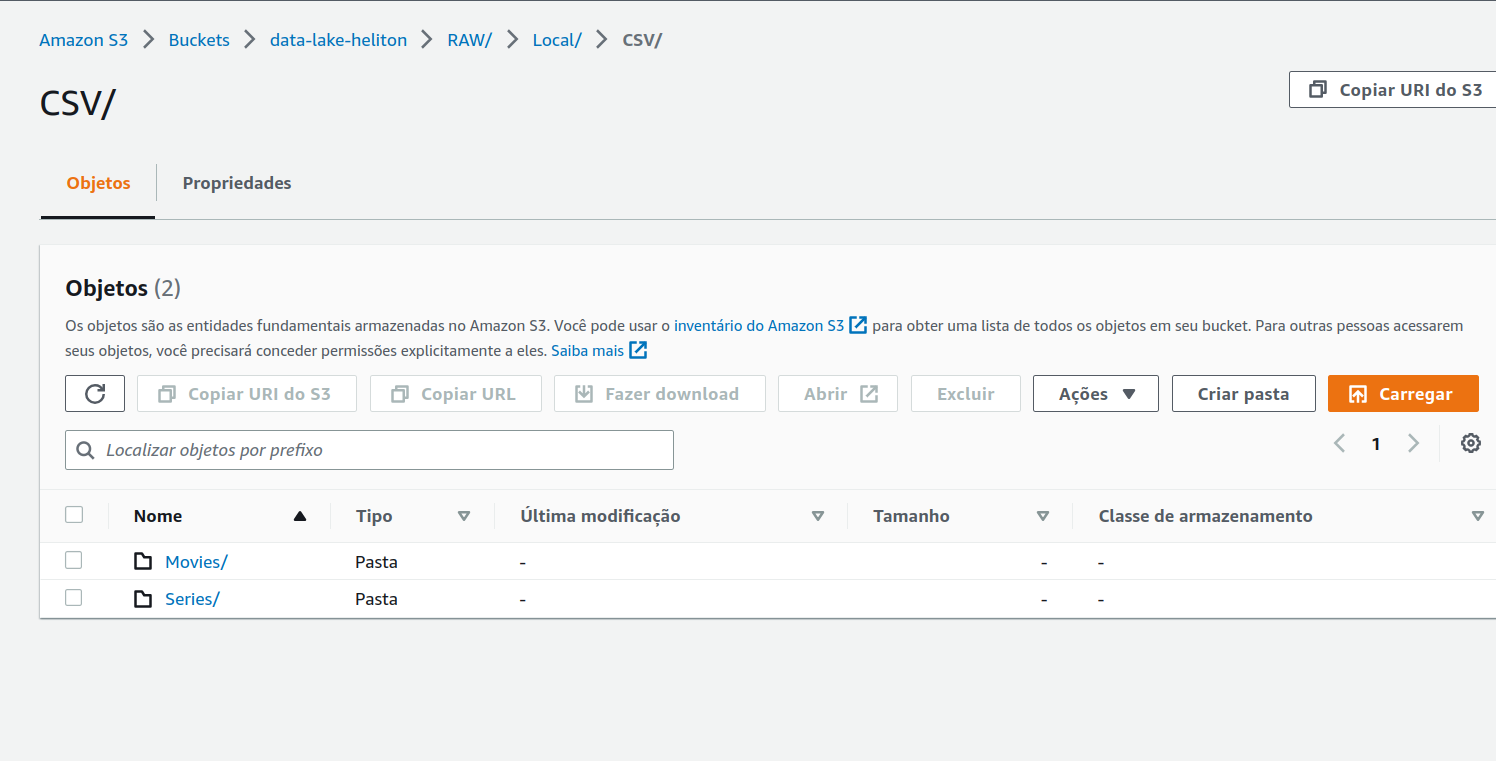 Amazon S3 > Buckets > data-lake-heliton > RAW/ > Local/ > CSV/
CSV/
Copiar URI do S3
Objetos Propriedades
Objetos (2)
Os objetos são as entidades fundamentais armazenadas no Amazon S3. Você pode usar o inventário do Amazon S3 para obter uma lista de todos os objetos em seu bucket. Para outras pessoas acessarem
seus objetos, você precisará conceder permissões explicitamente a eles. Saiba mais
Copiar URI do S3 Copiar URL Fazer download Abrir Excluir Ações Criar pasta Carregar
Localizar objetos por prefixo
1
Nome Tipo Última modificação Tamanho Classe de armazenamento
Movies/ Pasta - - -
Series/ Pasta - - -